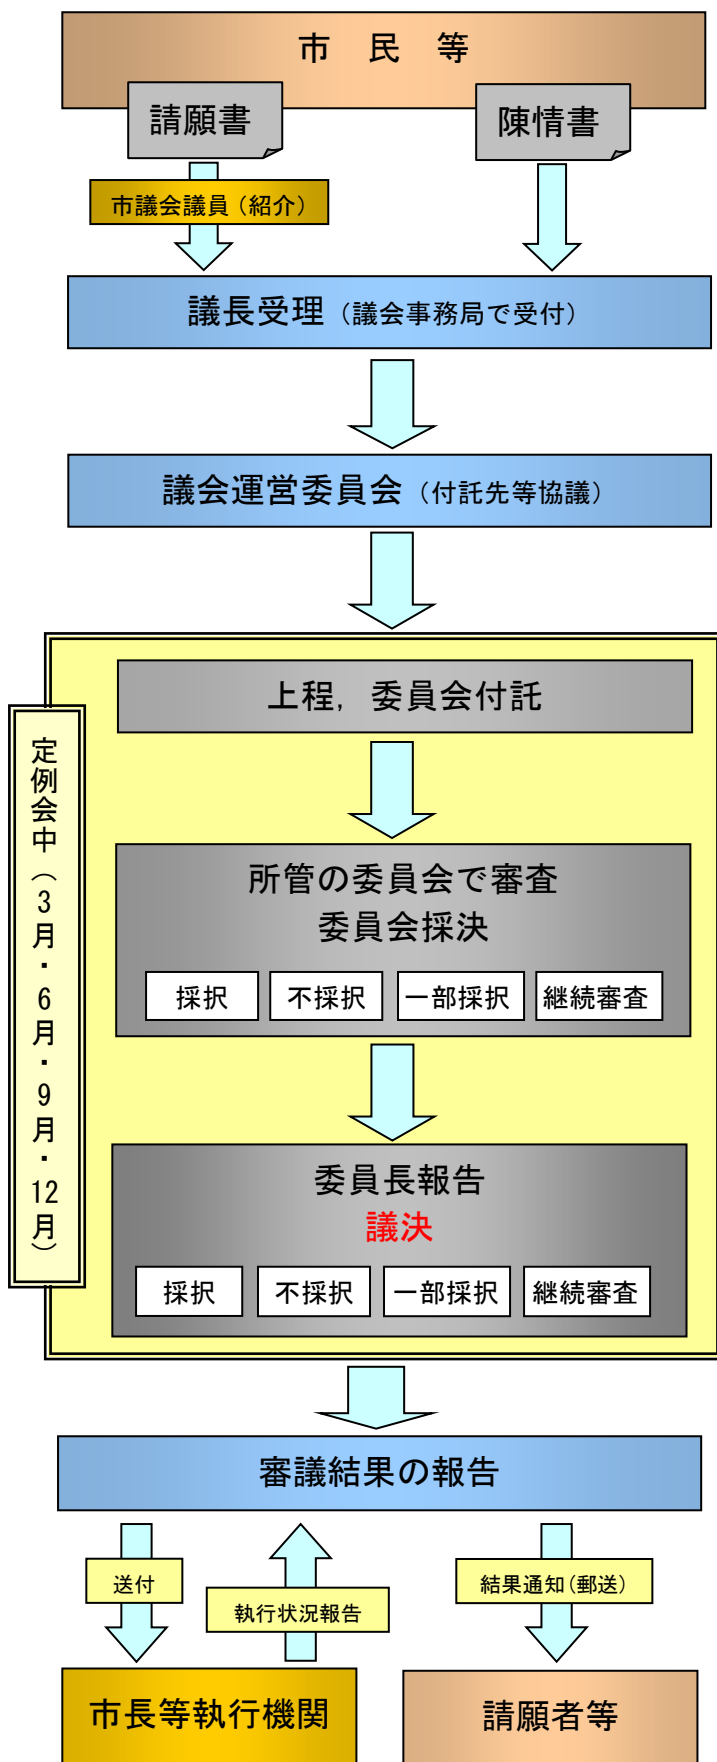 市　民　等
請願書
陳情書
市議会議員（紹介）
議長受理（議会事務局で受付）
議会運営委員会（付託先等協議）
定例会中（3月・6月・9月・12月）
上程，委員会付託
所管の委員会で審査
委員会採決
採択
不採択
一部採択
継続審査
委員長報告
議決
採択
不採択
一部採択
継続審査
審議結果の報告
送付
執行状況報告
結果通知(郵送)
市長等執行機関
請願者等